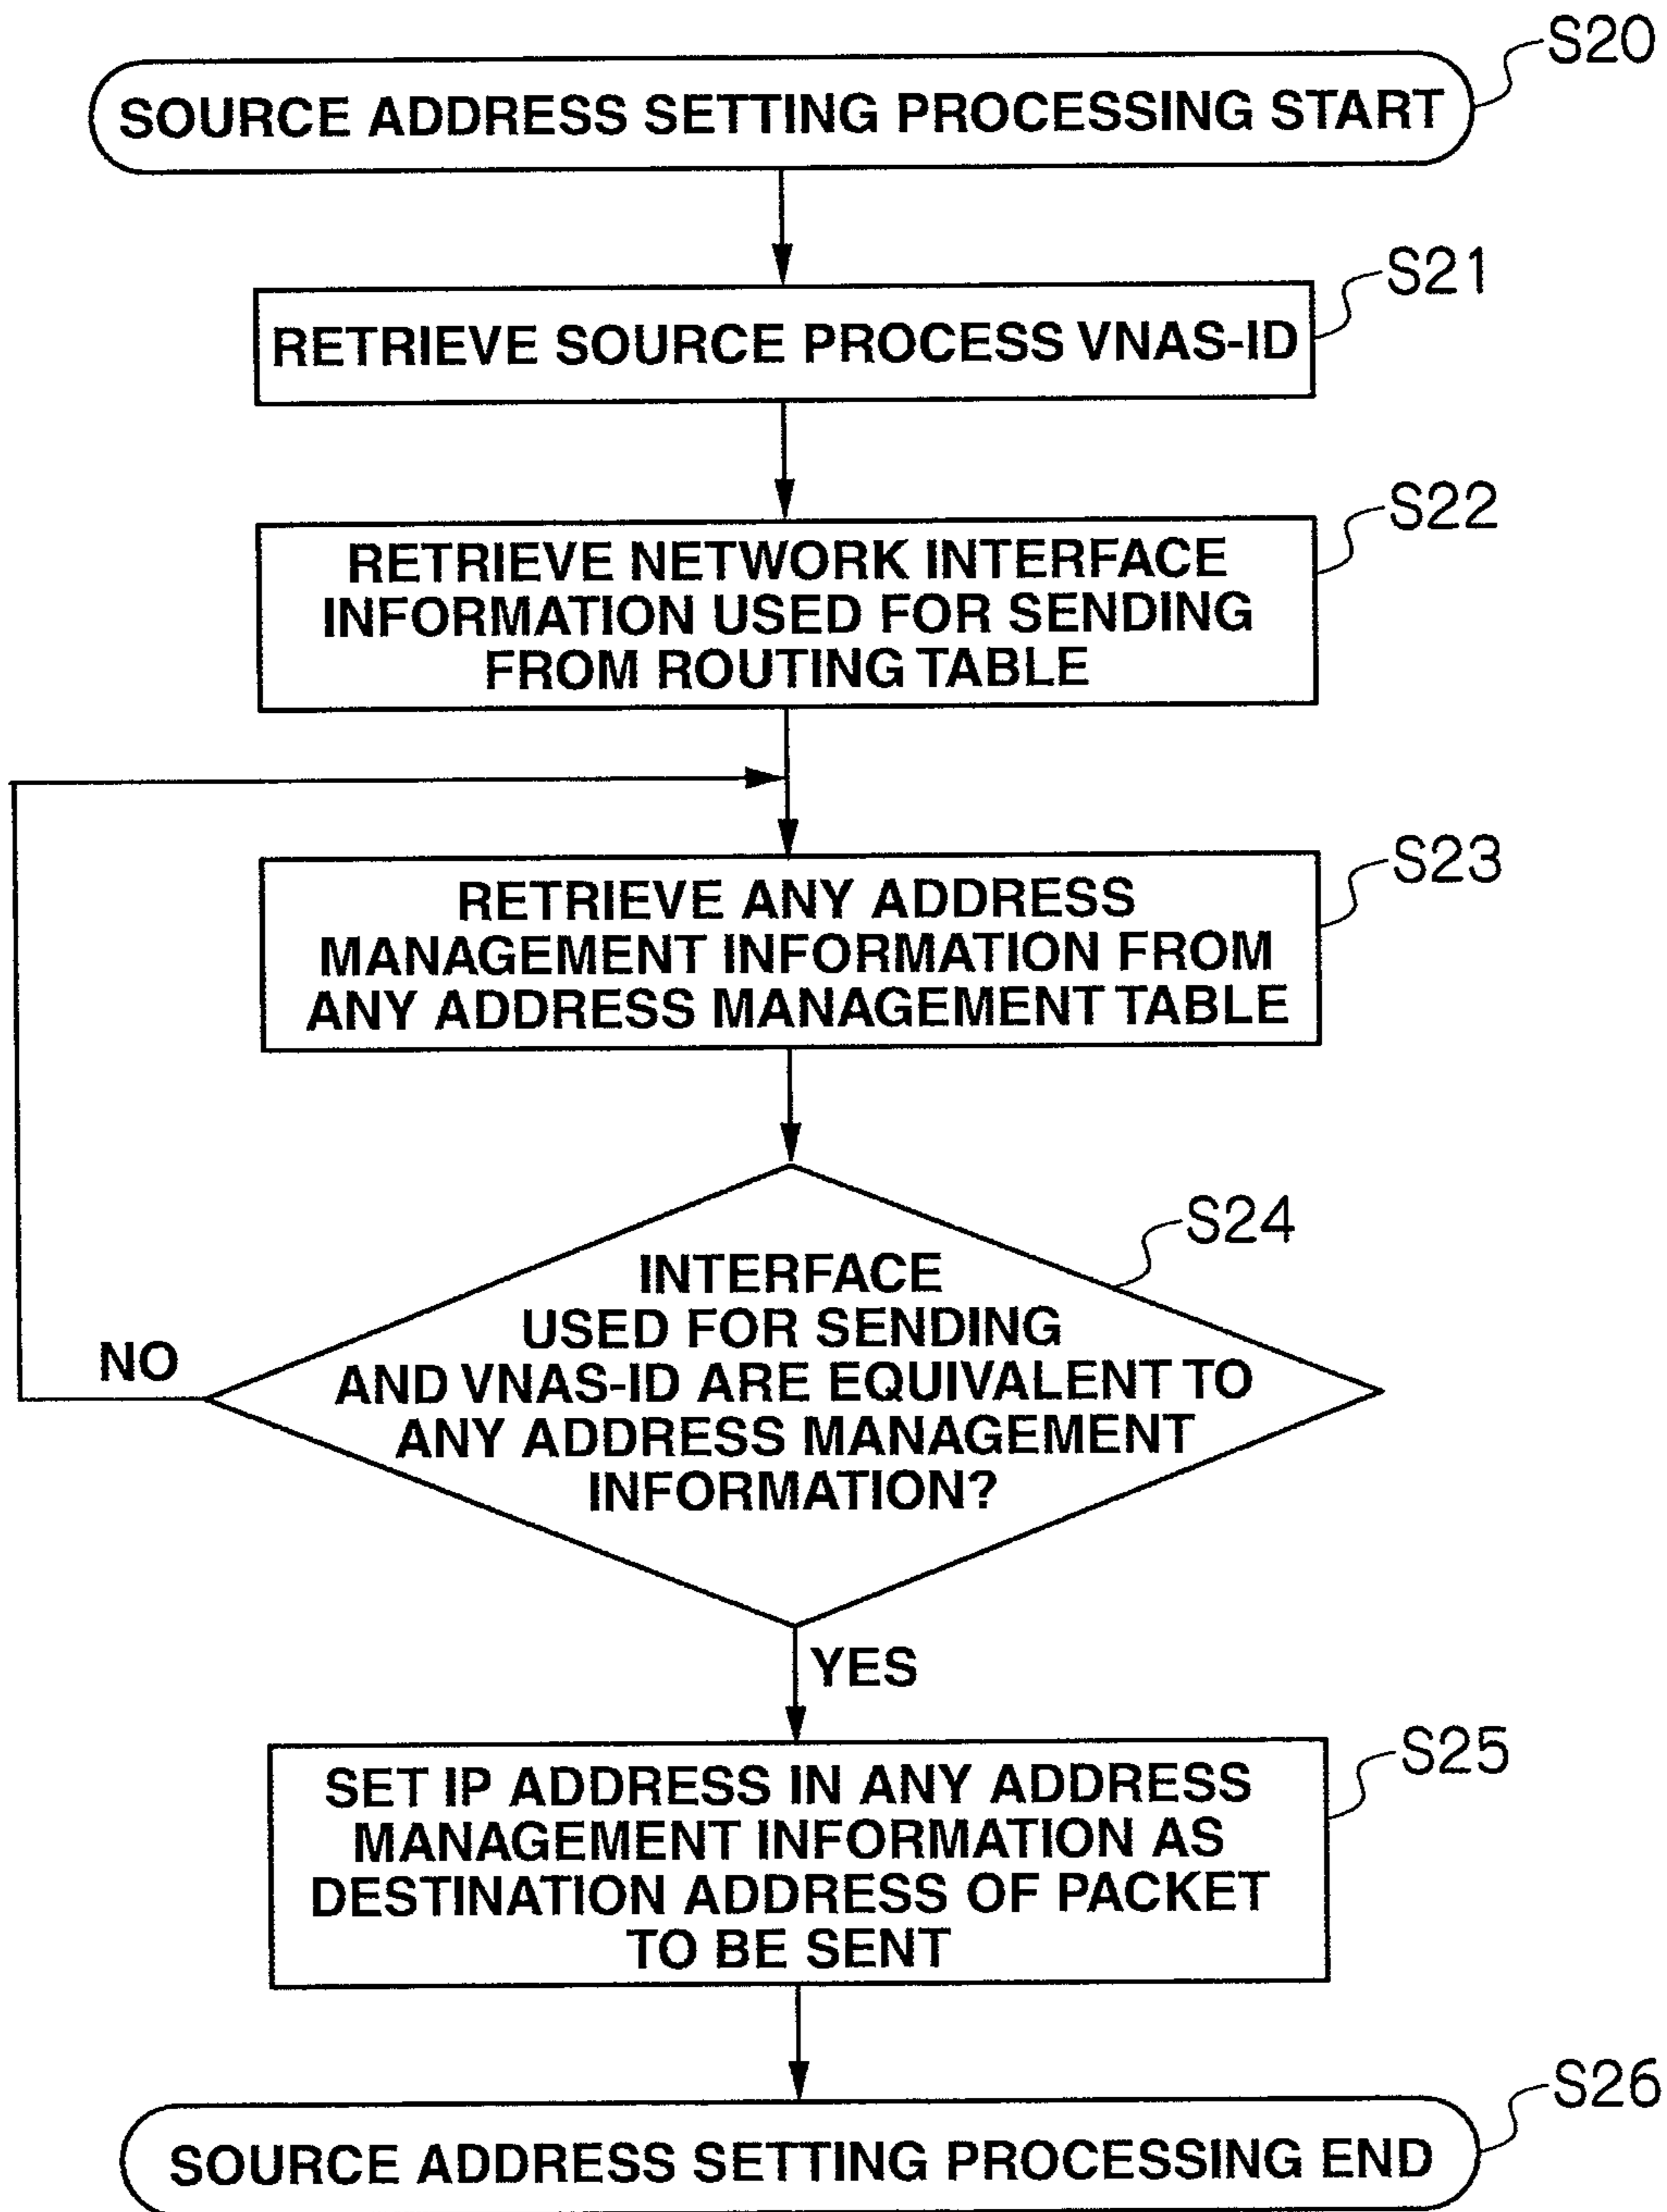 S20
SOURCE ADDRESS SETTING PROCESSING START
S21
RETRIEVE SOURCE PROCESS VNAS-ID
S22
RETRIEVE NETWORK INTERFACE
INFORMATION USED FOR SENDING
FROM ROUTING TABLE
S23
RETRIEVE ANY ADDRESS
MANAGEMENT INFORMATION FROM
ANY ADDRESS MANAGEMENT TABLE
S24
INTERFACE
USED FOR SENDING
AND VNAS-ID ARE EQUIVALENT TO
ANY ADDRESS MANAGEMENT
INFORMATION?
NO
YES
S25
SET IP ADDRESS IN ANY ADDRESS
MANAGEMENT INFORMATION AS
DESTINATION ADDRESS OF PACKET
TO BE SENT
S26
SOURCE ADDRESS SETTING PROCESSING END